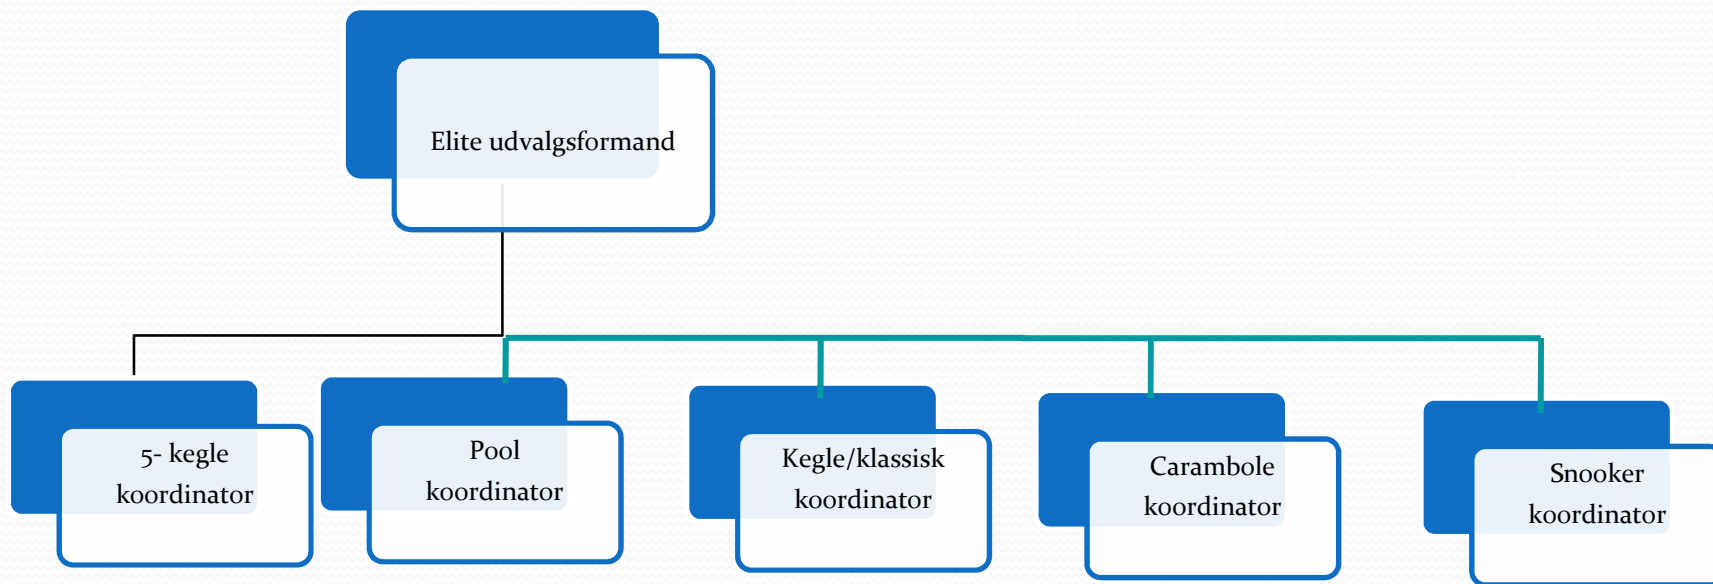 Elite udvalgsformand
5- kegle
koordinator
Pool
koordinator
Kegle/klassisk
koordinator
Carambole
koordinator
Snooker
koordinator